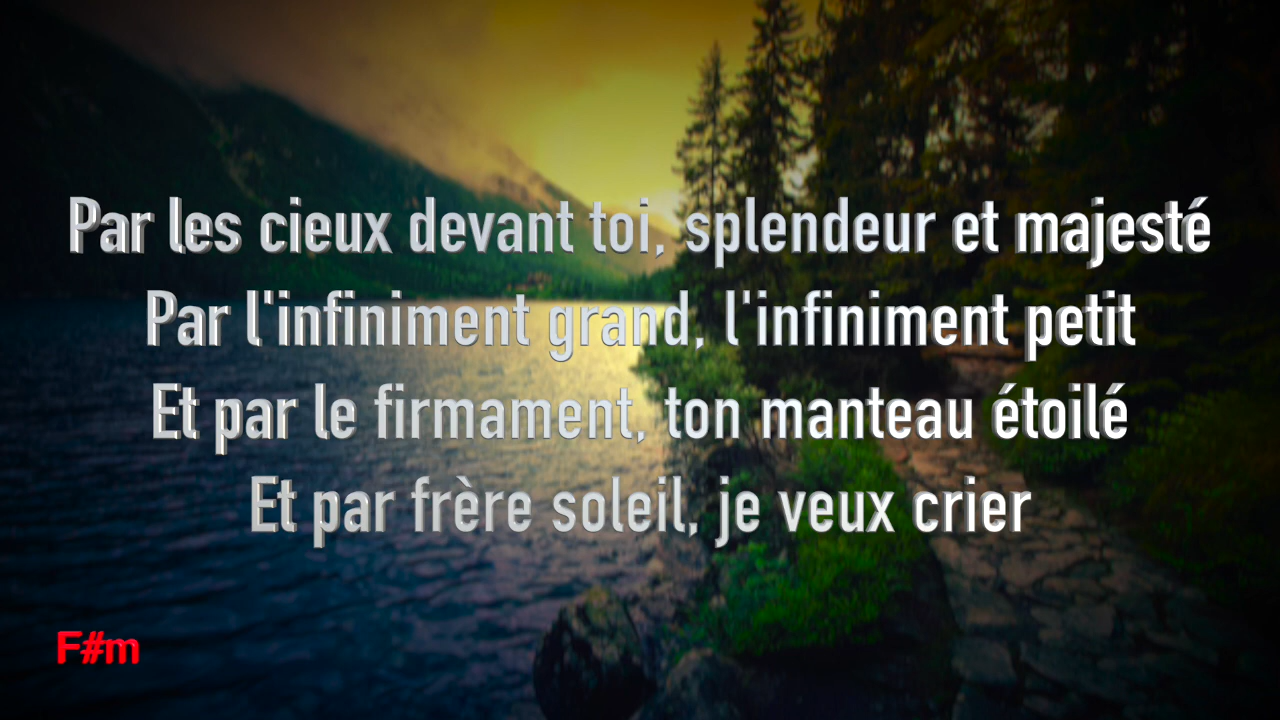 Par les cieux devant toi, splendeur et majesté
Par l'infiniment grand, l'infiniment petit
Et par le firmament, ton manteau étoilé
Et par frère soleil, je veux crier
F#m